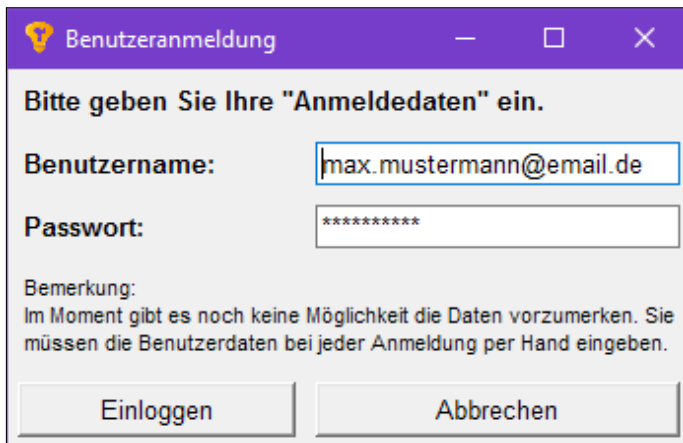 Benutzeranmeldung
Bitte geben Sie Ihre "Anmeldedaten" ein.
Benutzername: max.mustermann@email.de
Passwort: **********
Bemerkung:
Im Moment gibt es noch keine Möglichkeit die Daten vorzumerken. Sie
müssen die Benutzerdaten bei jeder Anmeldung per Hand eingeben.
Einloggen Abbrechen